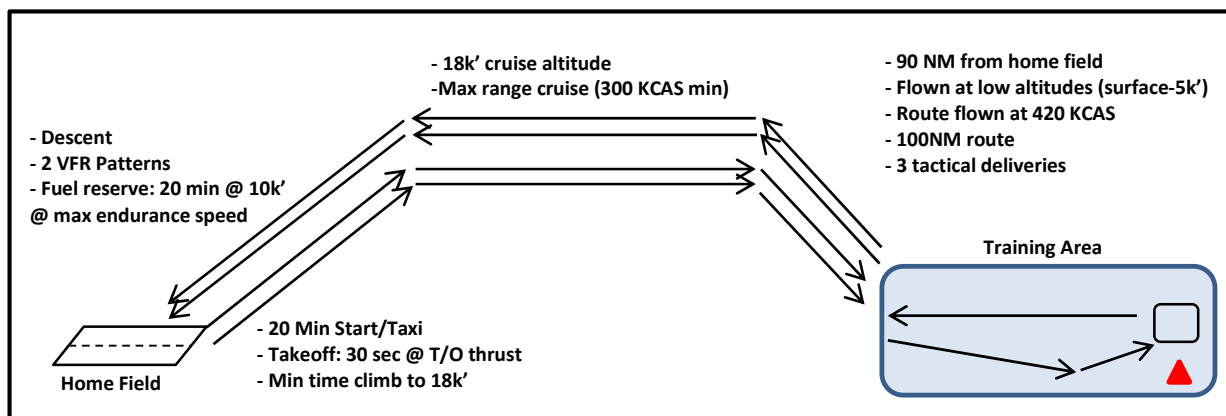 - 18k’ cruise altitude
-Max range cruise (300 KCAS min)
- 90 NM from home field
- Flown at low altitudes (surface-5k’)
- Route flown at 420 KCAS
- 100NM route
- 3 tactical deliveries
- Descent
- 2 VFR Patterns
- Fuel reserve: 20 min @ 10k’
@ max endurance speed
Training Area
- 20 Min Start/Taxi
- Takeoff: 30 sec @ T/O thrust
- Min time climb to 18k’
Home Field